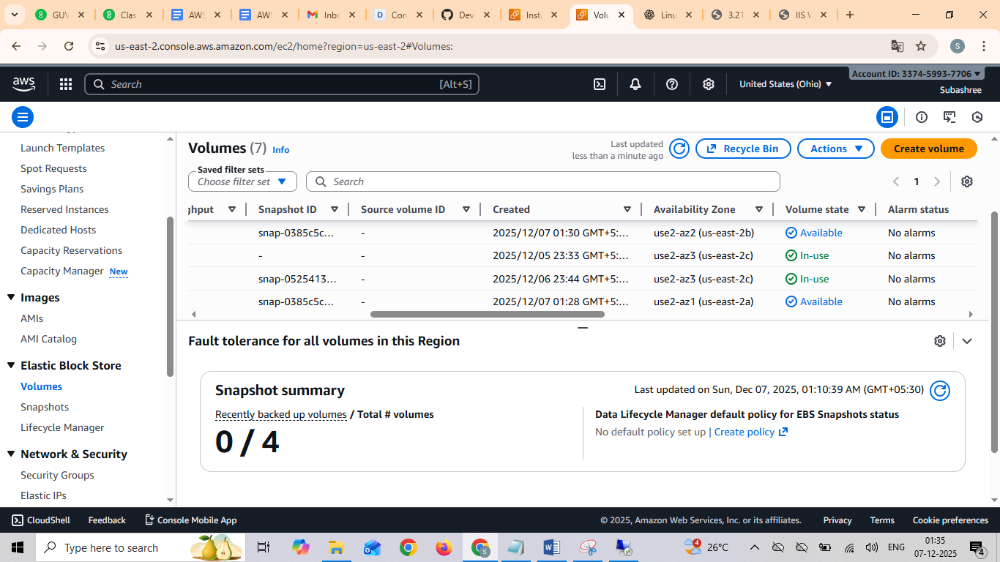 GUV
Clas
AWS
AWS
Inbo
Con
Dev
Insta
Volu
Linu
3.21
IIS W
us-east-2.console.aws.amazon.com/ec2/home?region=us-east-2#Volumes:
S
aws
Search [Alt+S]
United States (Ohio)
Account ID: 3374-5993-7706
Subashree
Launch Templates
Spot Requests
Savings Plans
Reserved Instances
Dedicated Hosts
Capacity Reservations
Capacity Manager New
Images
AMIs
AMI Catalog
Elastic Block Store
Volumes
Snapshots
Lifecycle Manager
Network & Security
Security Groups
Elastic IPs
Volumes (7) Info
Last updated
less than a minute ago
Recycle Bin
Actions
Create volume
Saved filter sets
Choose filter set
Search
1
ghput Snapshot ID Source volume ID Created Availability Zone Volume state Alarm status
snap-0385c5c... - 2025/12/07 01:30 GMT+5:... use2-az2 (us-east-2b) Available No alarms
- - 2025/12/05 23:33 GMT+5:... use2-az3 (us-east-2c) In-use No alarms
snap-0525413... - 2025/12/06 23:44 GMT+5:... use2-az3 (us-east-2c) In-use No alarms
snap-0385c5c... - 2025/12/07 01:28 GMT+5:... use2-az1 (us-east-2a) Available No alarms
Fault tolerance for all volumes in this Region
Snapshot summary
Last updated on Sun, Dec 07, 2025, 01:10:39 AM (GMT+05:30)
Recently backed up volumes / Total # volumes
0 / 4
Data Lifecycle Manager default policy for EBS Snapshots status
No default policy set up | Create policy
CloudShell Feedback Console Mobile App
© 2025, Amazon Web Services, Inc. or its affiliates. Privacy Terms Cookie preferences
Type here to search
4
26°C
ENG
01:35
07-12-2025
4